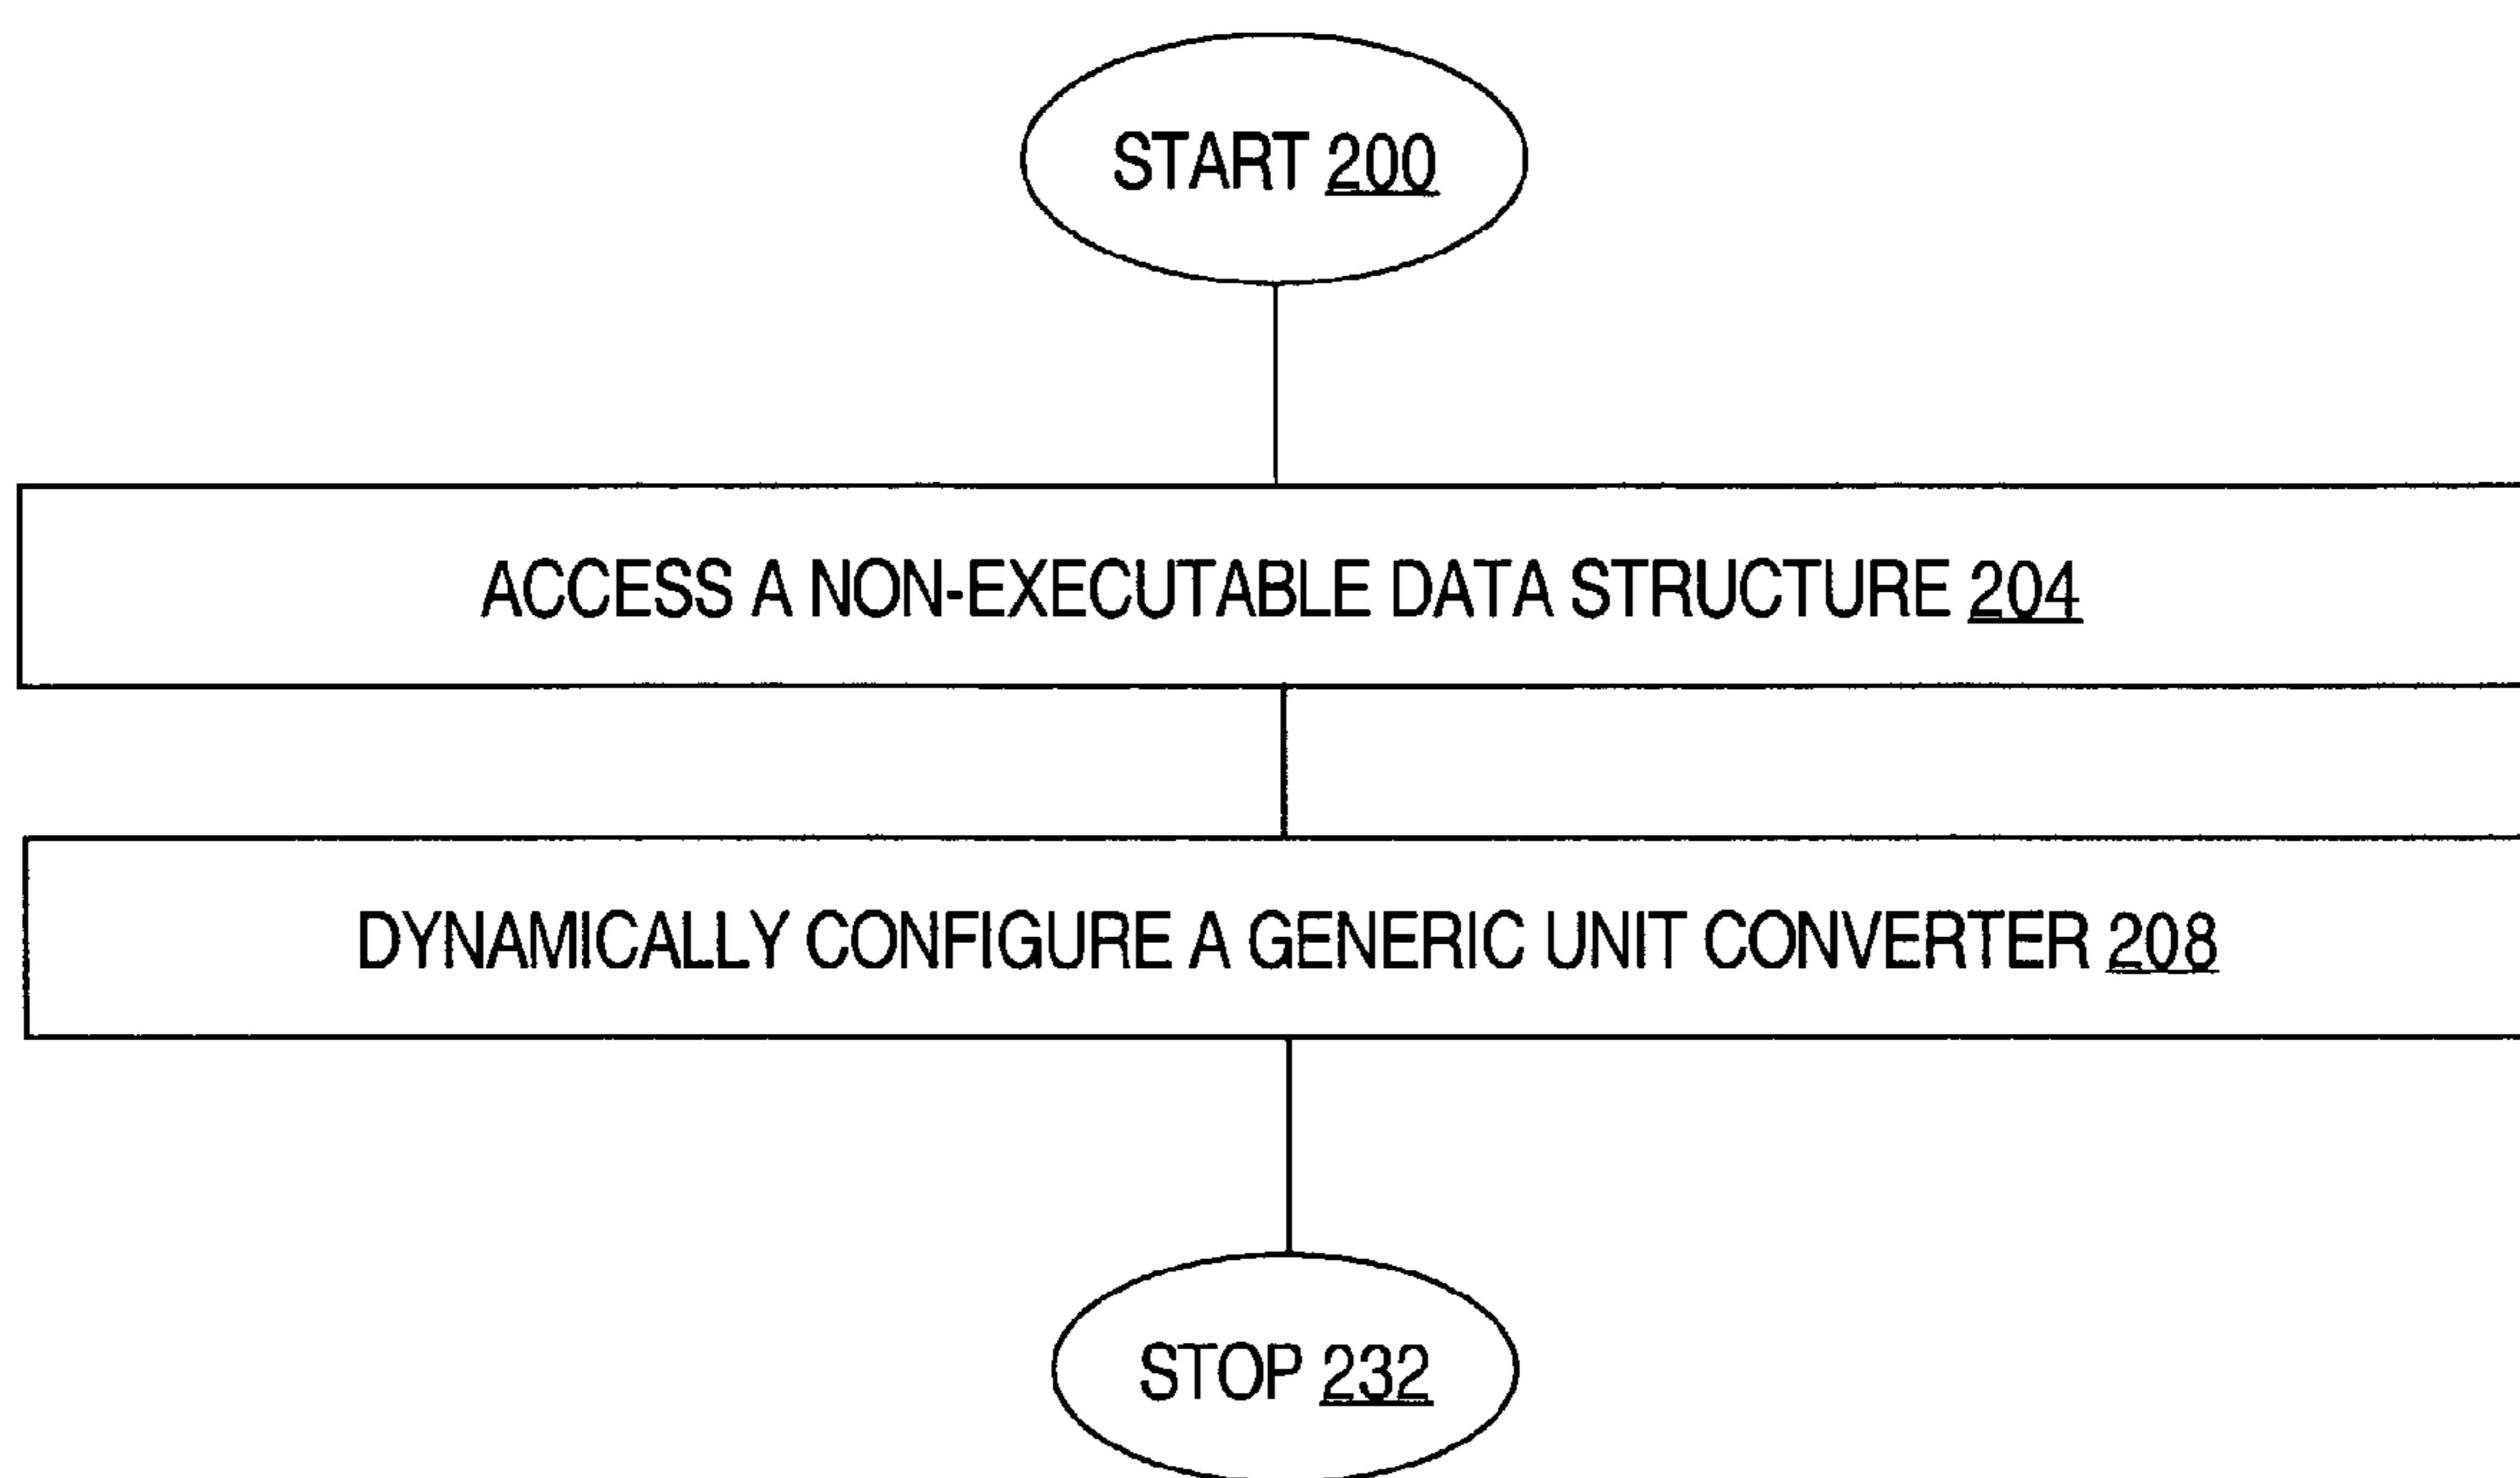 START 200
ACCESS A NON-EXECUTABLE DATA STRUCTURE 204
DYNAMICALLY CONFIGURE A GENERIC UNIT CONVERTER 208
STOP 232